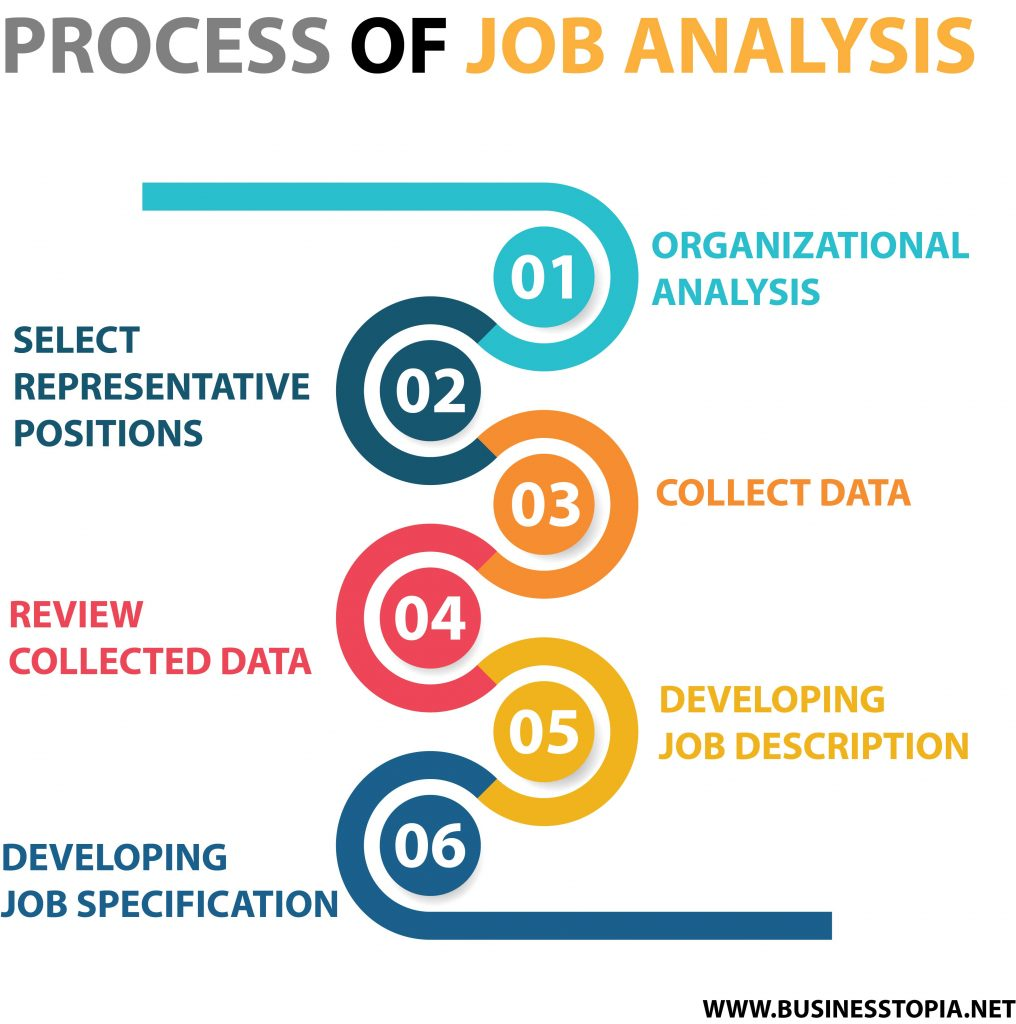 PROCESS OF JOB ANALYSIS
01
ORGANIZATIONAL
ANALYSIS
SELECT
REPRESENTATIVE
POSITIONS
02
03
COLLECT DATA
REVIEW
COLLECTED DATA
04
05
DEVELOPING
JOB DESCRIPTION
DEVELOPING
JOB SPECIFICATION
06
WWW.BUSINESSTOPIA.NET